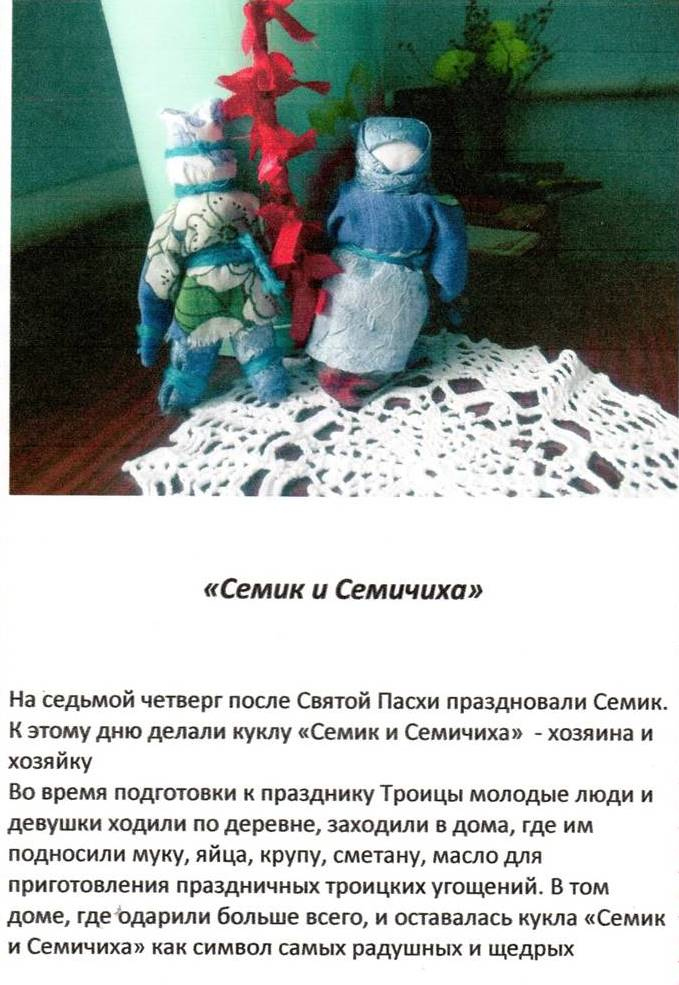 «Семик и Семичиха»
На седьмой четверг после Святой Пасхи праздновали Семик.
К этому дню делали куклу «Семик и Семичиха»  - хозяина и
хозяйку
Во время подготовки к празднику Троицы молодые люди и
девушки ходили по деревне, заходили в дома, где им
подносили муку, яйца, крупу, сметану, масло для
приготовления праздничных троицких угощений. В том
доме, где одарили больше всего, и оставалась кукла «Семик
и Семичиха» как символ самых радушных и щедрых